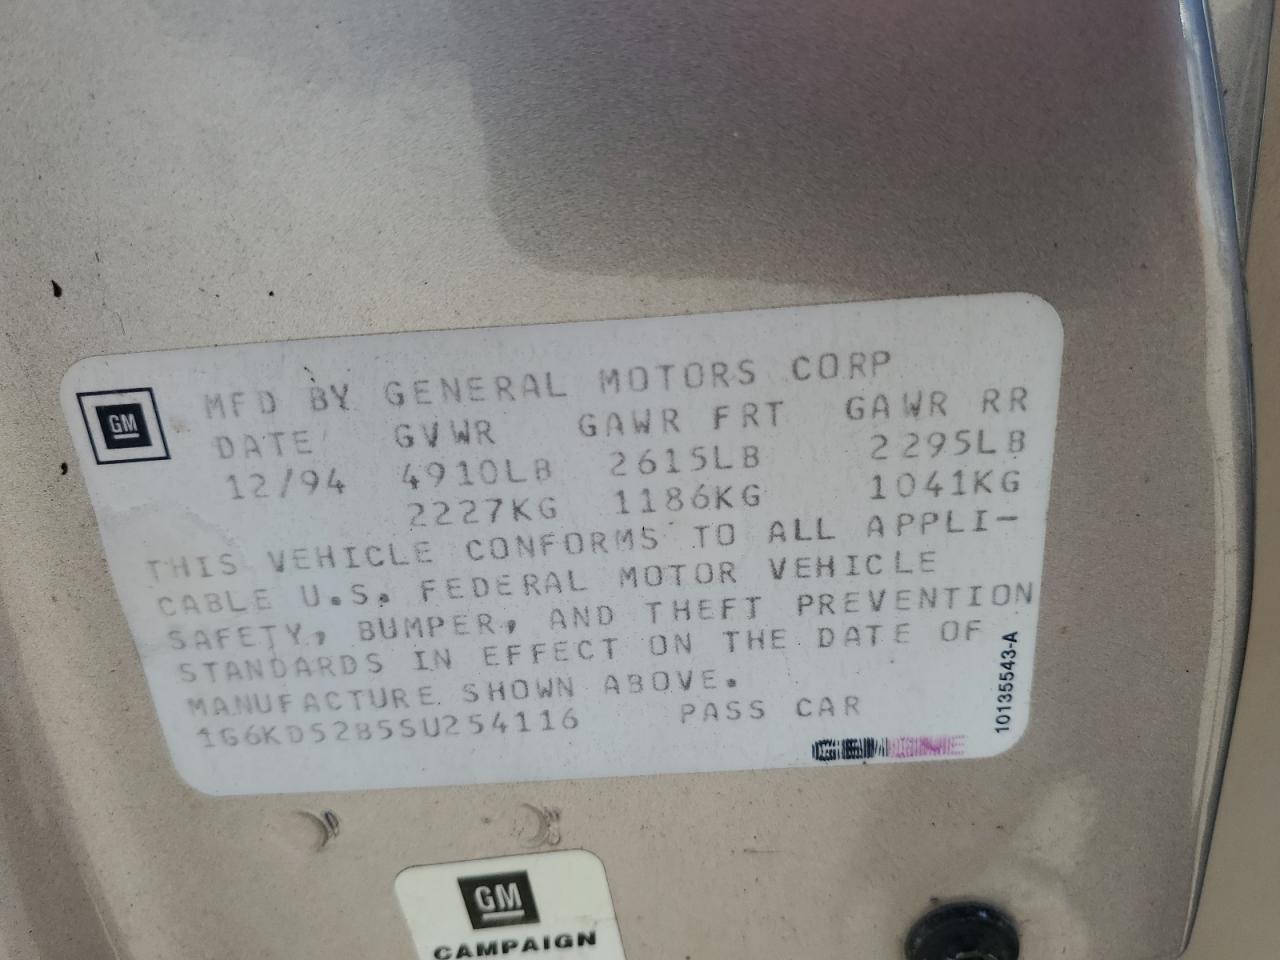 GM
MFD BY GENERAL MOTORS CORP
DATE GVWR GAWR FRT GAWR RR
12/94 4910LB 2615LB 2295LB
2227KG 1186KG 1041KG
THIS VEHICLE CONFORMS TO ALL APPLI-
CABLE U.S. FEDERAL MOTOR VEHICLE
SAFETY, BUMPER, AND THEFT PREVENTION
STANDARDS IN EFFECT ON THE DATE OF
MANUFACTURE SHOWN ABOVE.
1G6KD52B5SU254116 PASS CAR
10135543-A
GM
CAMPAIGN